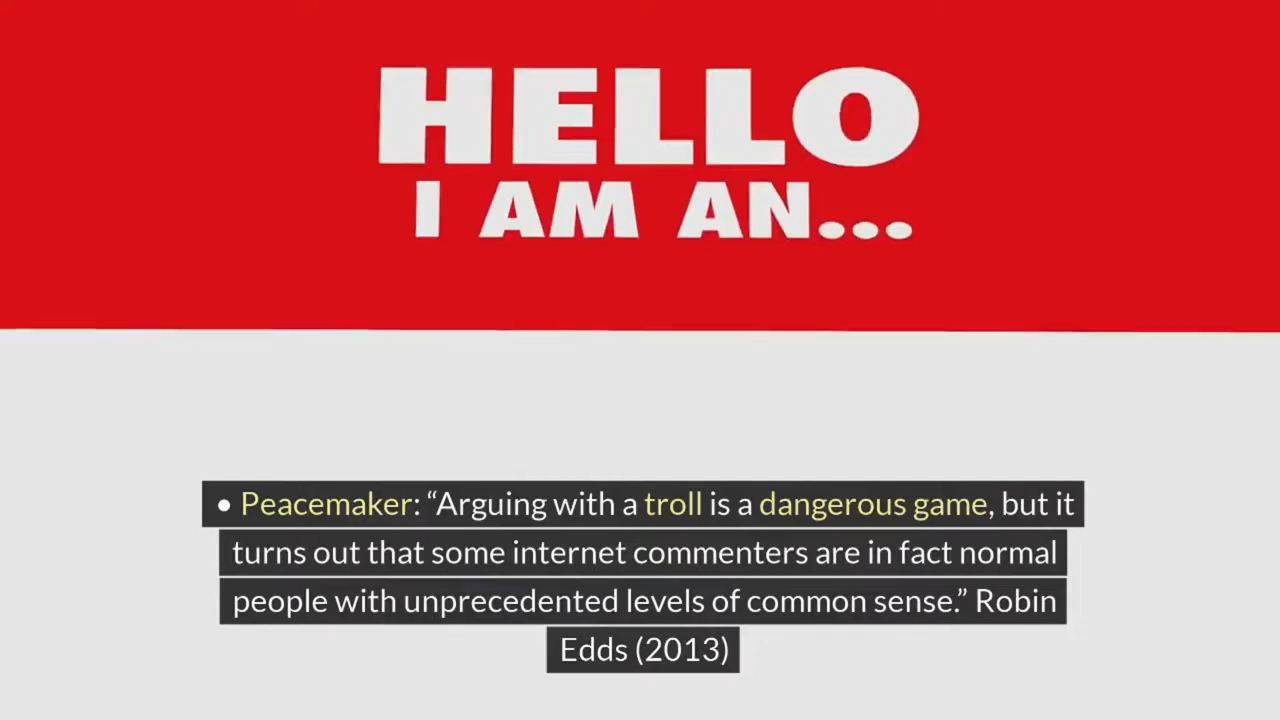 HELLO
I AM AN...
• Peacemaker: “Arguing with a troll is a dangerous game, but it
turns out that some internet commenters are in fact normal
people with unprecedented levels of common sense.” Robin
Edds (2013)